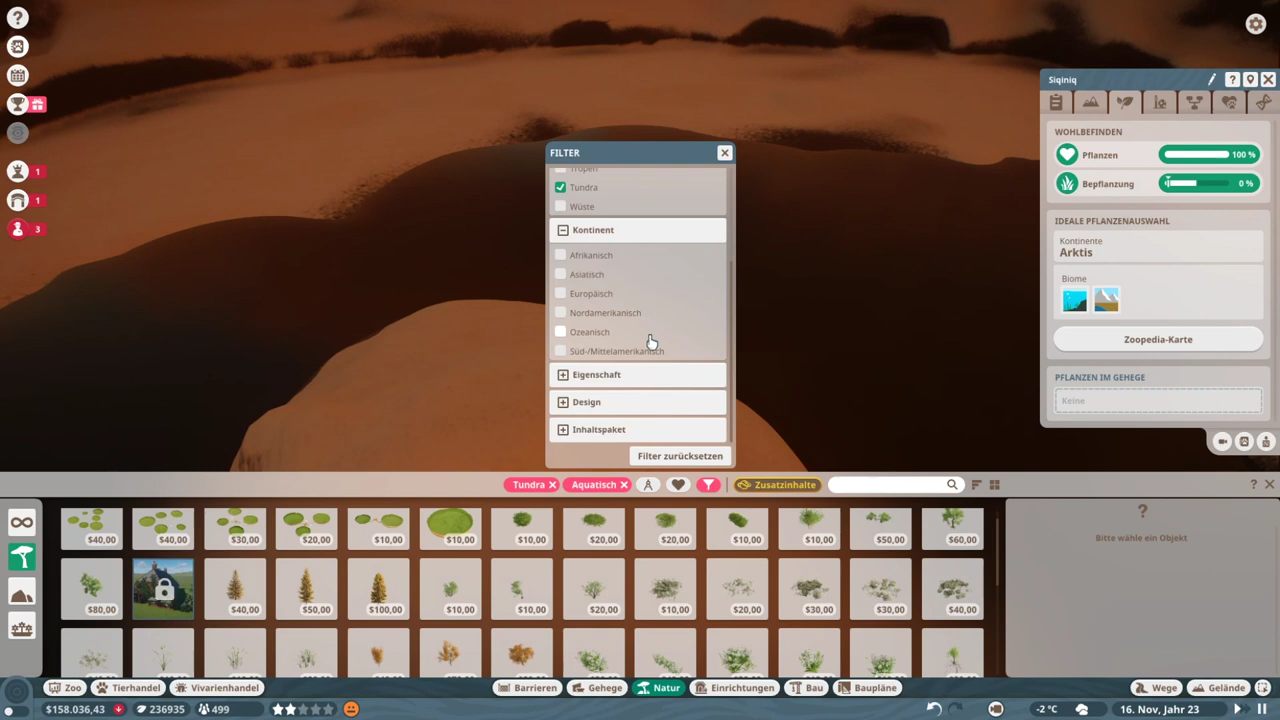 ?
Siqiniq
?
FILTER
WOHLBEFINDEN
Tropen
Pflanzen 100 %
Tundra
Bepflanzung 0 %
Wüste
Kontinent
IDEALE PFLANZENAUSWAHL
Kontinente
Arktis
Afrikanisch
Asiatisch
Biome
Europäisch
Nordamerikanisch
Ozeanisch
Zoopedia-Karte
Süd-/Mittelamerikanisch
Eigenschaft
PFLANZEN IM GEHEGE
Keine
Design
Inhaltspaket
Filter zurücksetzen
1
1
3
Tundra Aquatisch Zusatzinhalte ?
?
Bitte wähle ein Objekt
$40,00 $40,00 $30,00 $20,00 $10,00 $10,00 $10,00 $20,00 $20,00 $10,00 $10,00 $50,00 $60,00
$80,00 $40,00 $50,00 $100,00 $10,00 $10,00 $20,00 $10,00 $20,00 $30,00 $30,00 $40,00
Zoo Tierhandel Vivarienhandel Barrieren Gehege Natur Einrichtungen Bau Baupläne Wege Gelände
$158.036,43 236935 499 -2 °C 16. Nov, Jahr 23